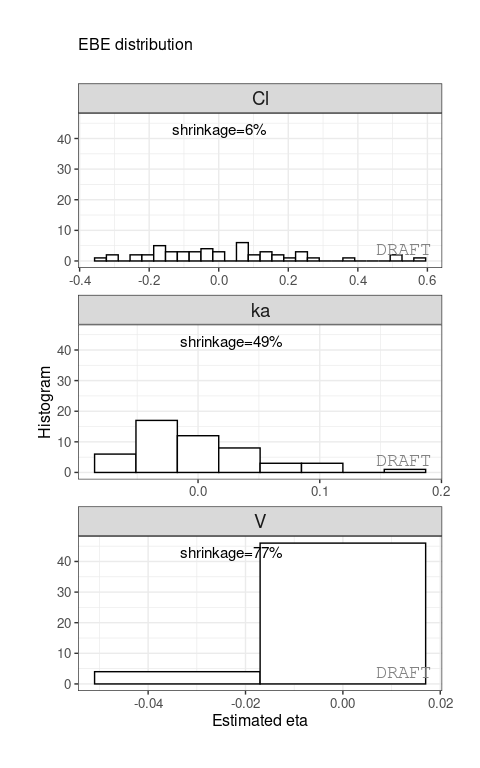 EBE distribution
Cl
shrinkage=6%
DRAFT
40
30
20
10
0
-0.4 -0.2 0.0 0.2 0.4 0.6
ka
shrinkage=49%
DRAFT
40
30
20
10
0
0.0 0.1 0.2
Histogram
V
shrinkage=77%
DRAFT
40
30
20
10
0
-0.04 -0.02 0.00 0.02
Estimated eta